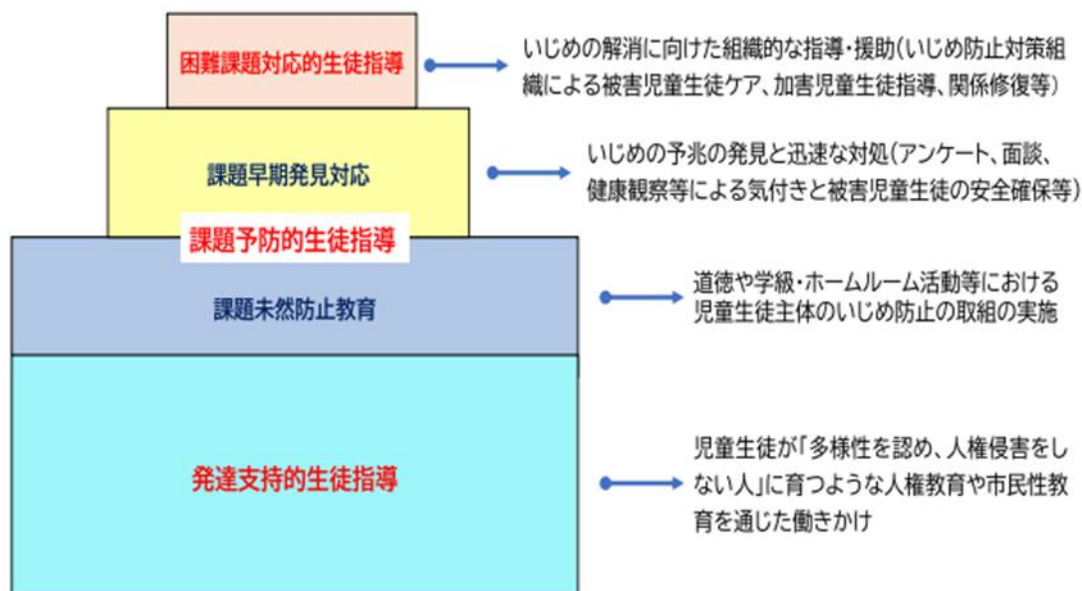 困難課題対応的生徒指導
いじめの解消に向けた組織的な指導・援助(いじめ防止対策組
織による被害児童生徒ケア、加害児童生徒指導、関係修復等)
課題早期発見対応
いじめの予兆の発見と迅速な対処(アンケート、面談、
健康観察等による気付きと被害児童生徒の安全確保等)
課題予防的生徒指導
課題未然防止教育
道徳や学級・ホームルーム活動等における
児童生徒主体のいじめ防止の取組の実施
発達支持的生徒指導
児童生徒が「多様性を認め、人権侵害をし
ない人」に育つような人権教育や市民性教
育を通じた働きかけ